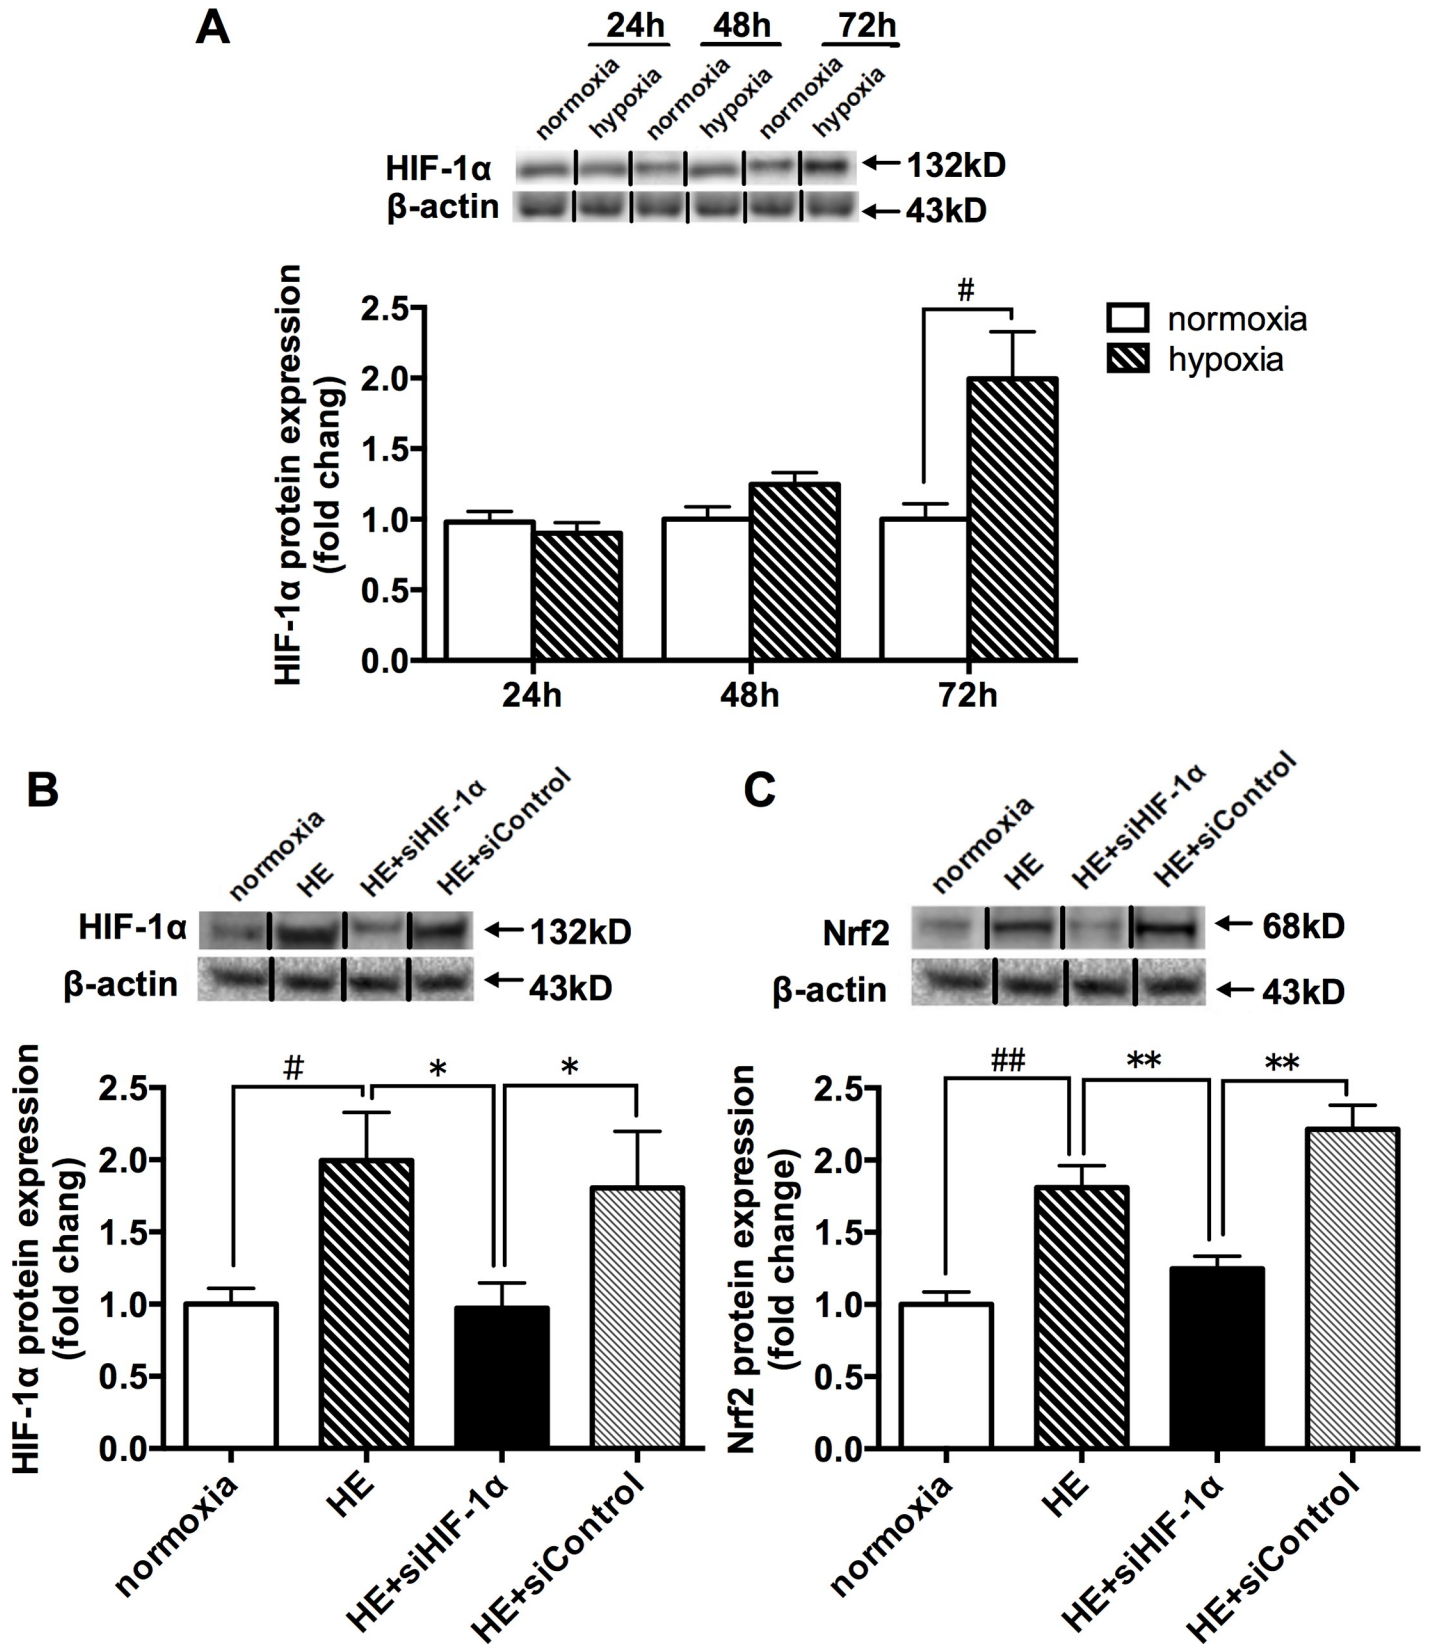 A
24h 48h 72h
normoxia hypoxia normoxia hypoxia normoxia hypoxia
HIF-1α 132kD
β-actin 43kD
HIF-1α protein expression
(fold chang)
2.5
2.0
1.5
1.0
0.5
0.0
#
normoxia
hypoxia
24h 48h 72h
B
normoxia HE HE+siHIF-1α HE+siControl
HIF-1α 132kD
β-actin 43kD
HIF-1α protein expression
(fold chang)
2.5
2.0
1.5
1.0
0.5
0.0
# * *
normoxia HE HE+siHIF-1α HE+siControl
C
normoxia HE HE+siHIF-1α HE+siControl
Nrf2 68kD
β-actin 43kD
Nrf2 protein expression
(fold change)
2.5
2.0
1.5
1.0
0.5
0.0
## ** **
normoxia HE HE+siHIF-1α HE+siControl